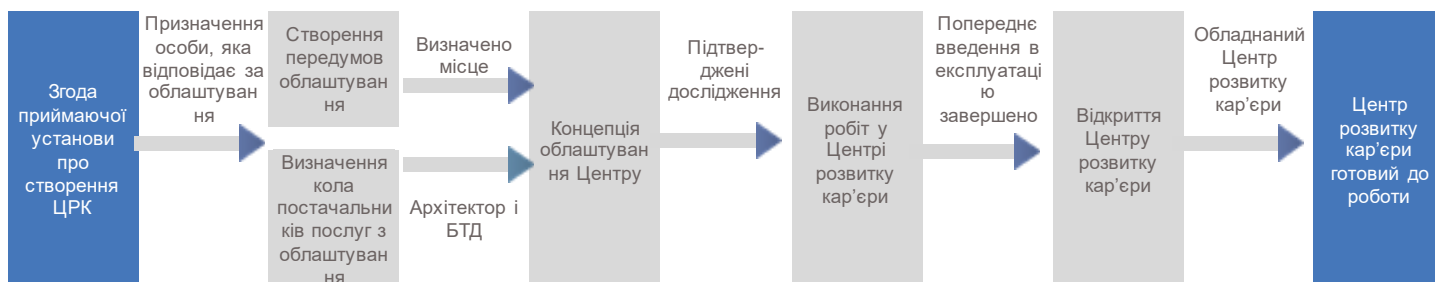 Згода
приймаючої
установи
про
створення
ЦРК
Призначення
особи, яка
відповідає за
облаштуван
ня
Створення
передумов
облаштуван
ня
Визначення
кола
постачальни
ків послуг з
облаштуван
ня
Визначено
місце
Архітектор і
БТД
Концепція
облаштуван
ня Центру
Підтвер-
джені
дослідження
Виконання
робіт у
Центрі
розвитку
кар’єри
Попереднє
введення в
експлуатаці
ю
завершено
Відкриття
Центру
розвитку
кар’єри
Обладнаний
Центр
розвитку
кар’єри
Центр
розвитку
кар’єри
готовий до
роботи